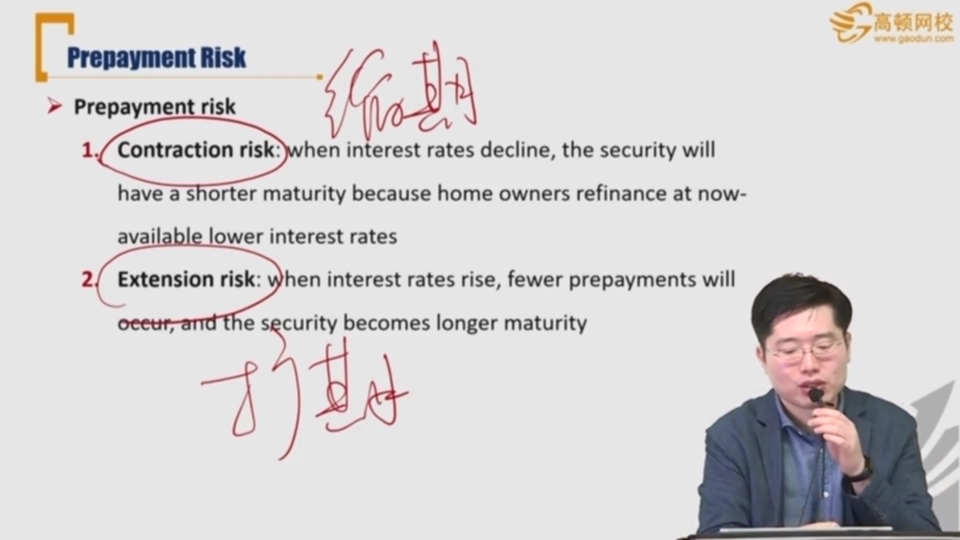 高顿网校
www.gaodun.com
Prepayment Risk
缩期
Prepayment risk
1. Contraction risk: when interest rates decline, the security will
have a shorter maturity because home owners refinance at now-
available lower interest rates
2. Extension risk: when interest rates rise, fewer prepayments will
occur, and the security becomes longer maturity
扩期